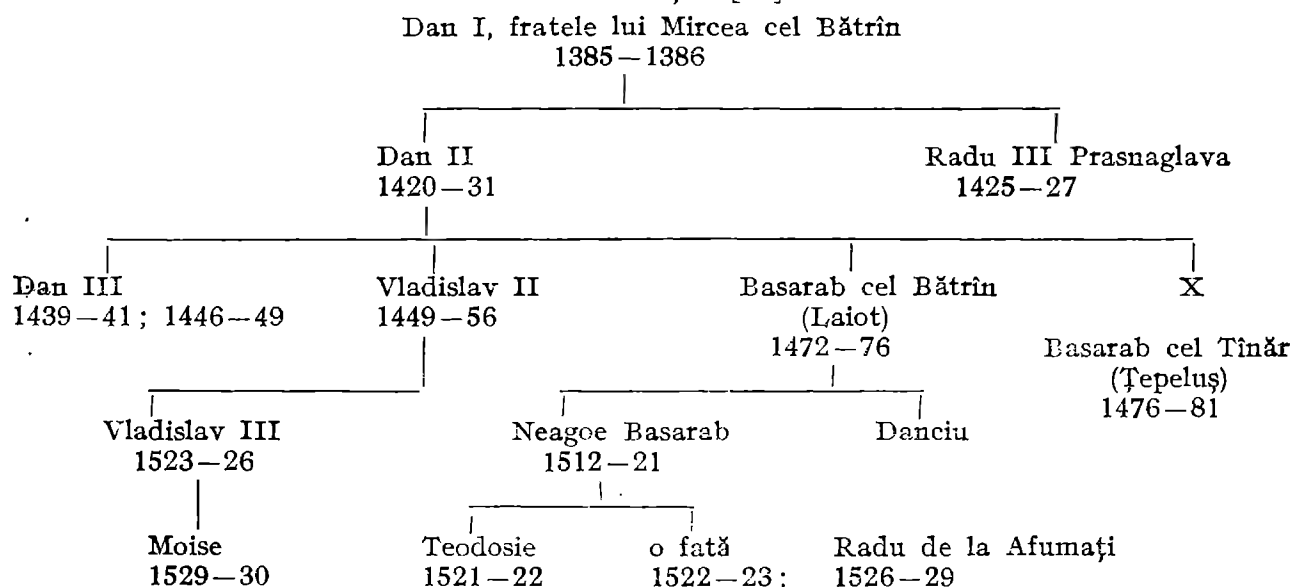 Dan I, fratele lui Mircea cel Bătrîn
1385—1386
Dan II Radu III Prasnaglava
1420—31 1425—27
Dan III Vladislav II Basarab cel Bătrîn X
1439—41; 1446—49 1449—56 (Laiot)
1472—76 Basarab cel Tînăr
(Țepeluș)
1476—81
Vladislav III Neagoe Basarab Danciu
1523—26 1512—21
Moise Teodosie o fată Radu de la Afumați
1529—30 1521—22 1522—23: 1526—29